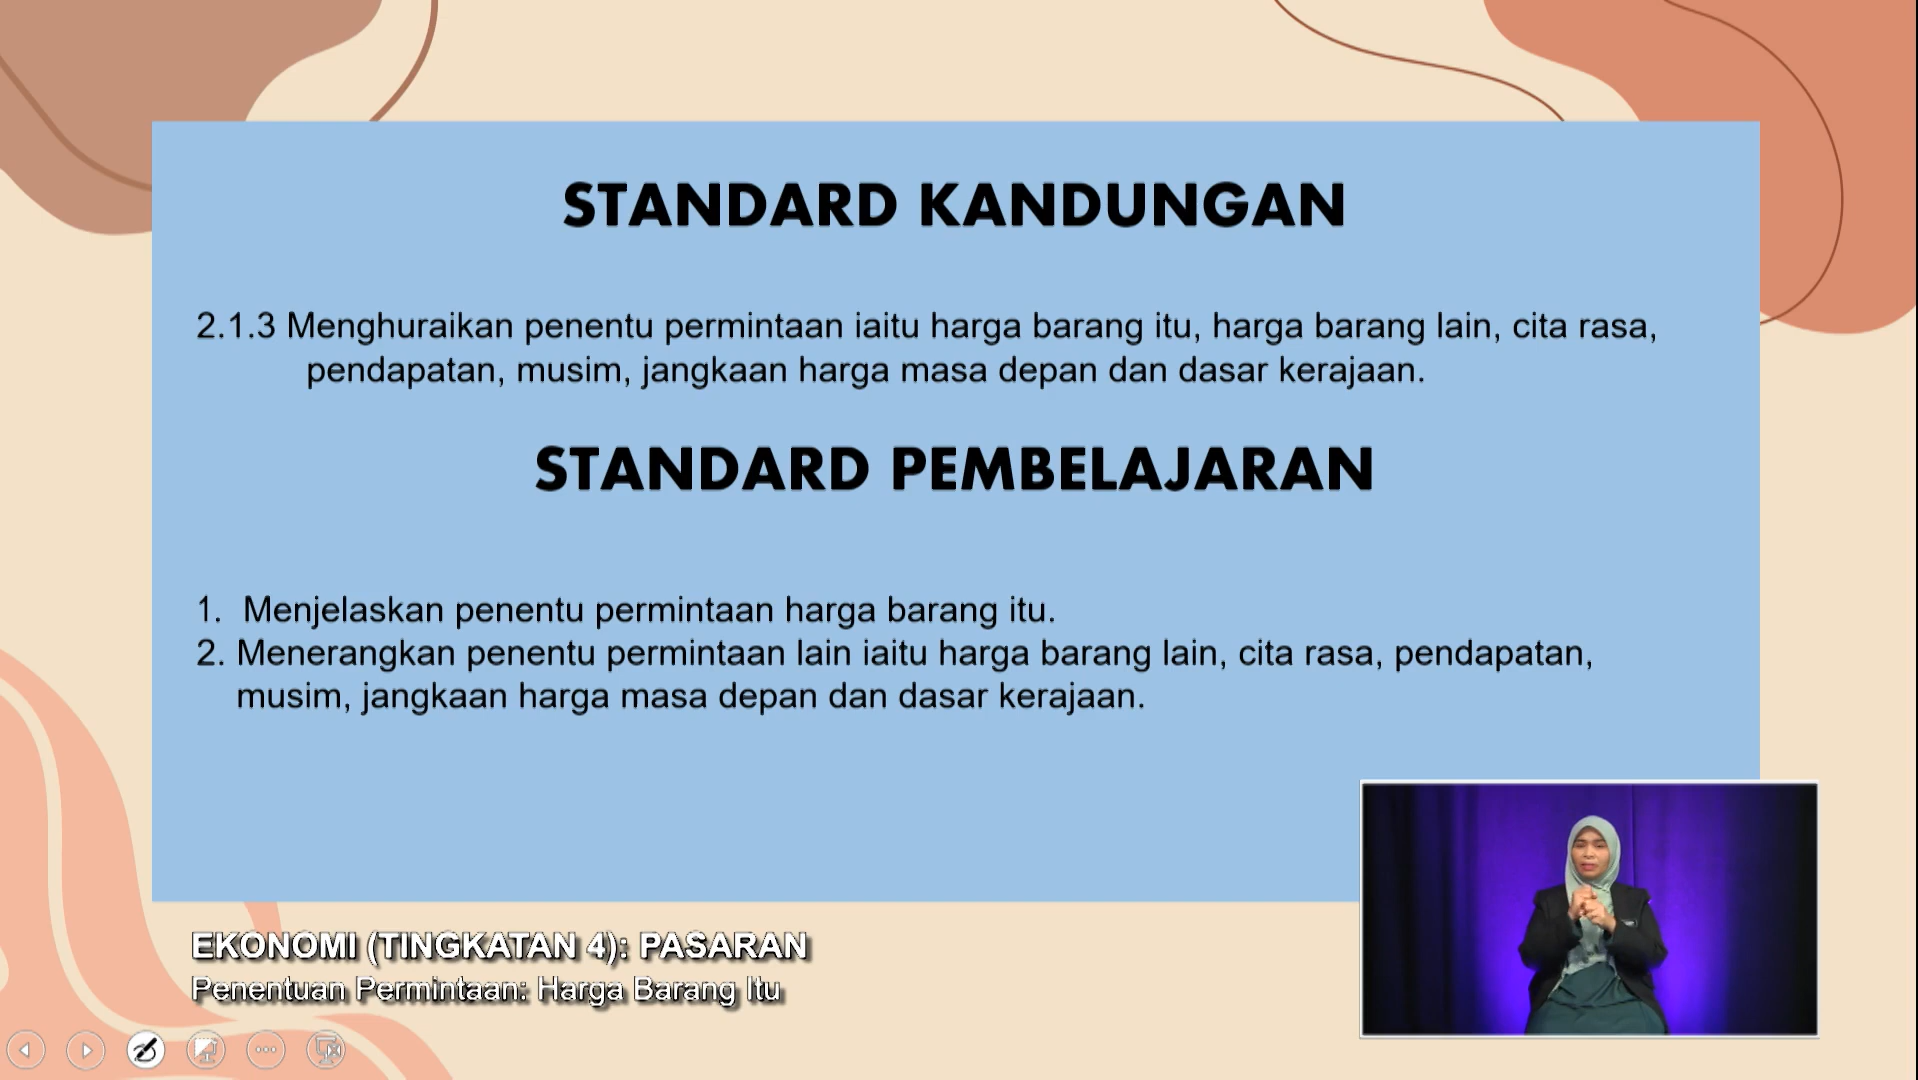 STANDARD KANDUNGAN
2.1.3 Menghuraikan penentu permintaan iaitu harga barang itu, harga barang lain, cita rasa,
pendapatan, musim, jangkaan harga masa depan dan dasar kerajaan.
STANDARD PEMBELAJARAN
1. Menjelaskan penentu permintaan harga barang itu.
2. Menerangkan penentu permintaan lain iaitu harga barang lain, cita rasa, pendapatan,
musim, jangkaan harga masa depan dan dasar kerajaan.
EKONOMI (TINGKATAN 4): PASARAN
Penentuan Permintaan: Harga Barang Itu